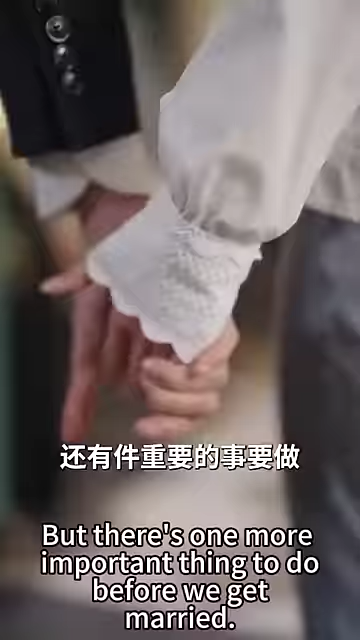 还有件重要的事要做
But there's one more
important thing to do
before we get
married.